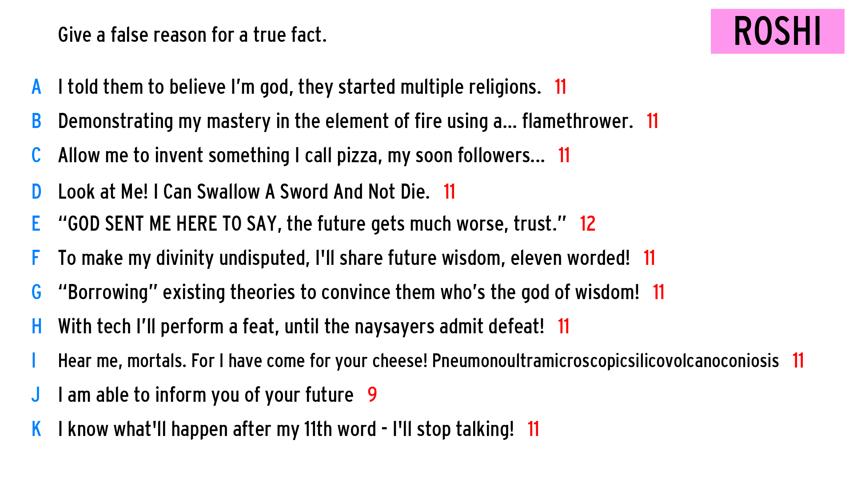 Give a false reason for a true fact.
ROSHI
A I told them to believe I'm god, they started multiple religions. 11
B Demonstrating my mastery in the element of fire using a... flamethrower. 11
C Allow me to invent something I call pizza, my soon followers... 11
D Look at Me! I Can Swallow A Sword And Not Die. 11
E “GOD SENT ME HERE TO SAY, the future gets much worse, trust.” 12
F To make my divinity undisputed, I'll share future wisdom, eleven worded! 11
G “Borrowing” existing theories to convince them who's the god of wisdom! 11
H With tech I'll perform a feat, until the naysayers admit defeat! 11
I Hear me, mortals. For I have come for your cheese! Pneumonoultramicroscopicsilicovolcanoconiosis 11
J I am able to inform you of your future 9
K I know what'll happen after my 11th word - I'll stop talking! 11